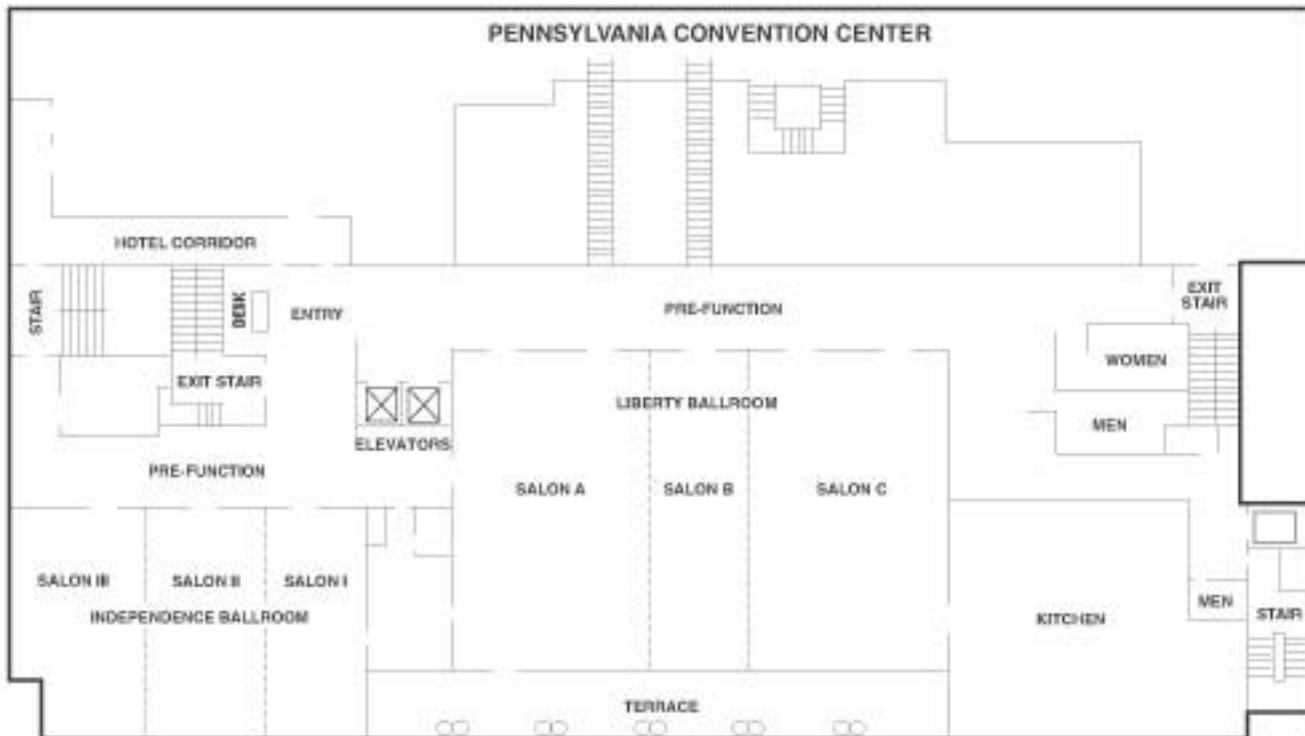 PENNSYLVANIA CONVENTION CENTER
HOTEL CORRIDOR
STAIR
DESK
ENTRY
PRE-FUNCTION
EXIT
STAIR
EXIT STAIR
WOMEN
LIBERTY BALLROOM
MEN
ELEVATORS
PRE-FUNCTION
SALON A
SALON B
SALON C
SALON III
SALON II
SALON I
INDEPENDENCE BALLROOM
KITCHEN
MEN
STAIR
TERRACE